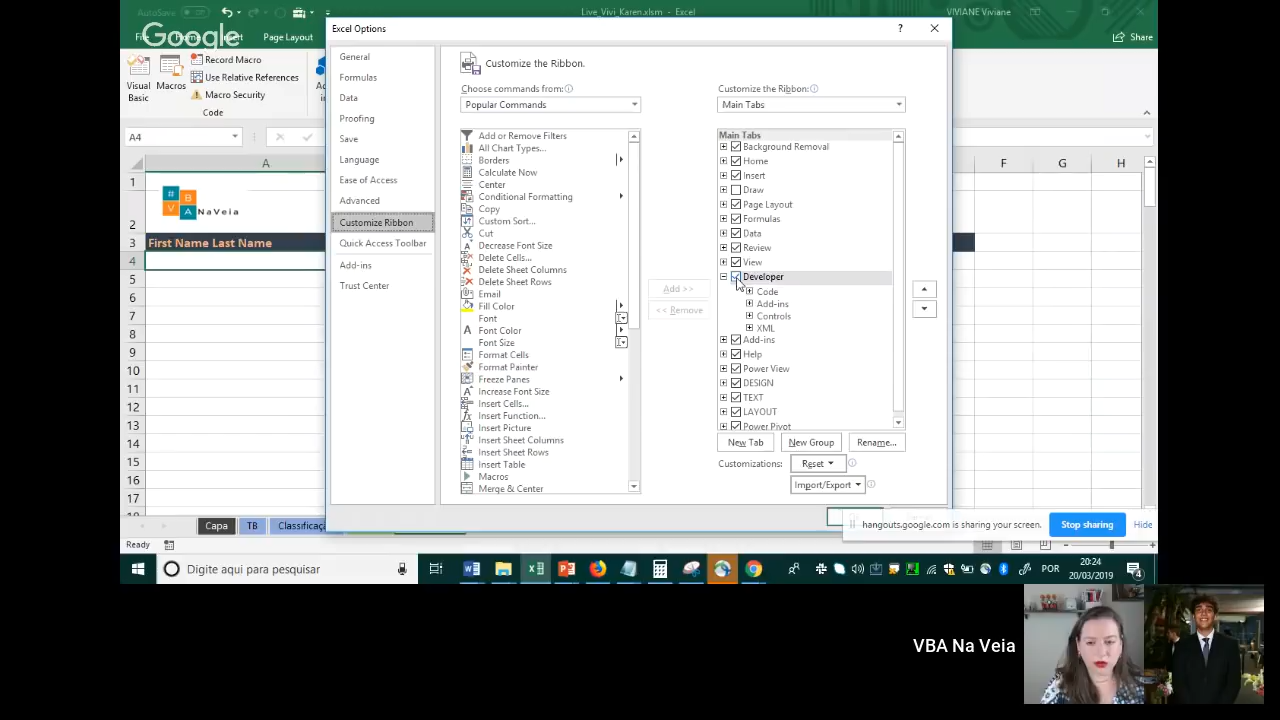 AutoSave
Live_Vivi_Karen.xlsm - Excel
VIVIANE Viviane
Google
Page Layout
Share
Excel Options
?
General
Formulas
Data
Proofing
Save
Language
Ease of Access
Advanced
Customize Ribbon
Quick Access Toolbar
Add-ins
Trust Center
Visual Basic
Macros
Record Macro
Use Relative References
Macro Security
Code
A4
A
F
G
H
1
2
3
4
5
6
7
8
9
10
11
12
13
14
15
16
17
# B V A NaVeia
First Name Last Name
Customize the Ribbon.
Choose commands from:
Popular Commands
Add or Remove Filters
All Chart Types...
Borders
Calculate Now
Center
Conditional Formatting
Copy
Custom Sort...
Cut
Decrease Font Size
Delete Cells...
Delete Sheet Columns
Delete Sheet Rows
Email
Fill Color
Font
Font Color
Font Size
Format Cells
Format Painter
Freeze Panes
Increase Font Size
Insert Cells...
Insert Function...
Insert Picture
Insert Sheet Columns
Insert Sheet Rows
Insert Table
Macros
Merge & Center
Add >>
<< Remove
Customize the Ribbon:
Main Tabs
Main Tabs
Background Removal
Home
Insert
Draw
Page Layout
Formulas
Data
Review
View
Developer
Code
Add-ins
Controls
XML
Add-ins
Help
Power View
DESIGN
TEXT
LAYOUT
Power Pivot
New Tab
New Group
Rename...
Customizations:
Reset
Import/Export
hangouts.google.com is sharing your screen.
Stop sharing
Hide
Capa
TB
Ready
Digite aqui para pesquisar
POR
20:24
20/03/2019
4
VBA Na Veia